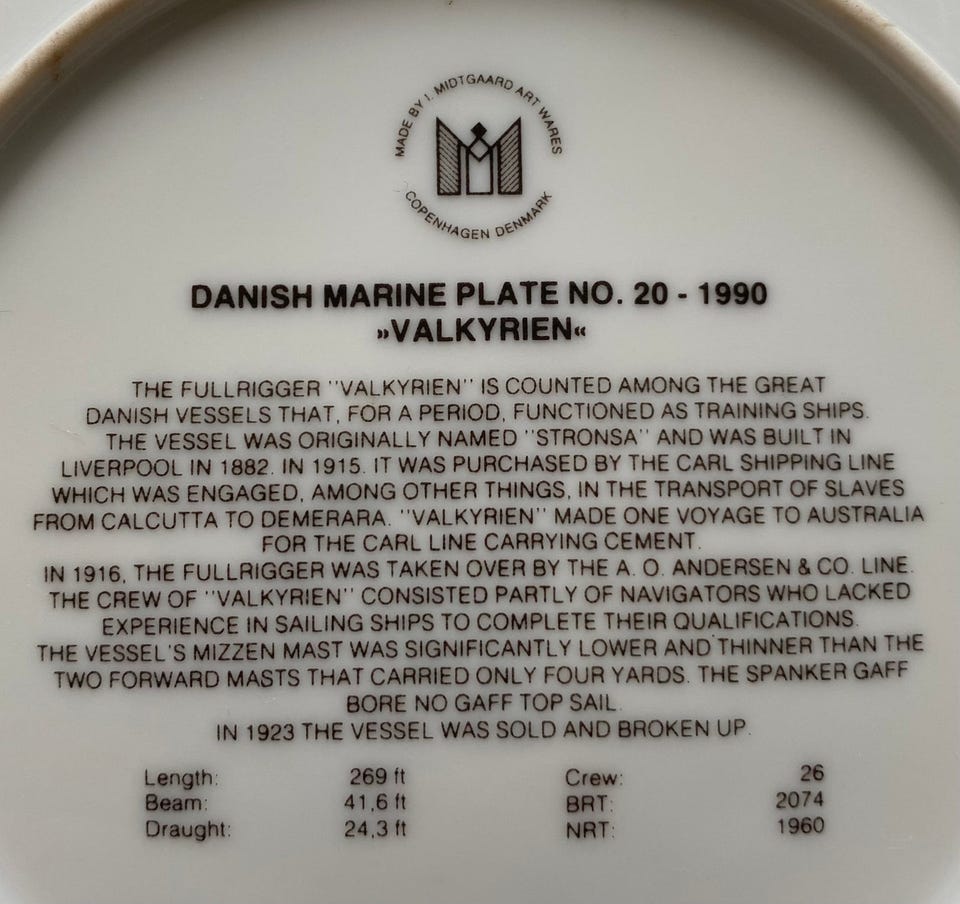 MADE BY I. MIDTGAARD ART WARES
COPENHAGEN DENMARK
DANISH MARINE PLATE NO. 20 - 1990
»VALKYRIEN«
THE FULLRIGGER "VALKYRIEN" IS COUNTED AMONG THE GREAT
DANISH VESSELS THAT, FOR A PERIOD, FUNCTIONED AS TRAINING SHIPS.
THE VESSEL WAS ORIGINALLY NAMED "STRONSA" AND WAS BUILT IN
LIVERPOOL IN 1882. IN 1915. IT WAS PURCHASED BY THE CARL SHIPPING LINE
WHICH WAS ENGAGED, AMONG OTHER THINGS, IN THE TRANSPORT OF SLAVES
FROM CALCUTTA TO DEMERARA. "VALKYRIEN" MADE ONE VOYAGE TO AUSTRALIA
FOR THE CARL LINE CARRYING CEMENT.
IN 1916, THE FULLRIGGER WAS TAKEN OVER BY THE A. O. ANDERSEN & CO. LINE.
THE CREW OF "VALKYRIEN" CONSISTED PARTLY OF NAVIGATORS WHO LACKED
EXPERIENCE IN SAILING SHIPS TO COMPLETE THEIR QUALIFICATIONS.
THE VESSEL'S MIZZEN MAST WAS SIGNIFICANTLY LOWER AND THINNER THAN THE
TWO FORWARD MASTS THAT CARRIED ONLY FOUR YARDS. THE SPANKER GAFF
BORE NO GAFF TOP SAIL.
IN 1923 THE VESSEL WAS SOLD AND BROKEN UP.
Length: 269 ft Crew: 26
Beam: 41,6 ft BRT: 2074
Draught: 24,3 ft NRT: 1960